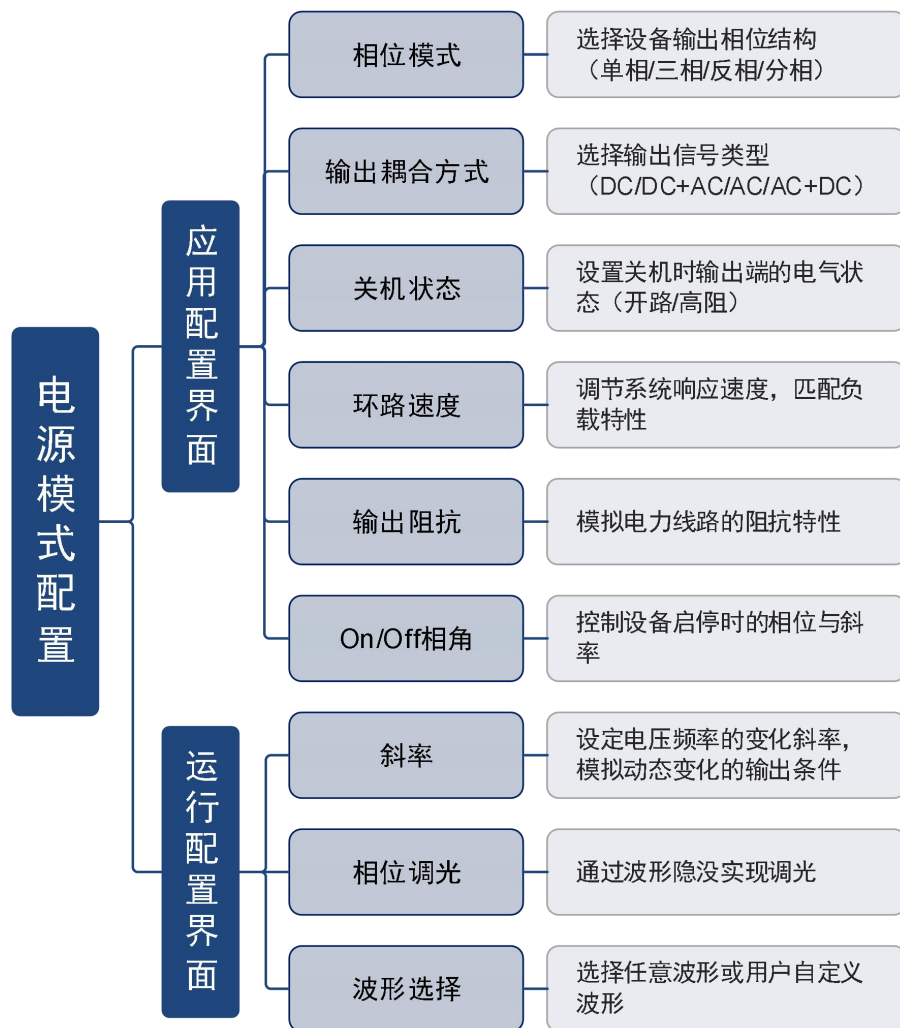 电源模式配置
应用配置界面
相位模式
选择设备输出相位结构
（单相/三相/反相/分相）
输出耦合方式
选择输出信号类型
（DC/DC+AC/AC/AC+DC）
关机状态
设置关机时输出端的电气状
态（开路/高阻）
环路速度
调节系统响应速度，匹配负
载特性
输出阻抗
模拟电力线路的阻抗特性
On/Off相角
控制设备启停时的相位与斜
率
运行配置界面
斜率
设定电压频率的变化斜率，
模拟动态变化的输出条件
相位调光
通过波形隐没实现调光
波形选择
选择任意波形或用户自定义
波形